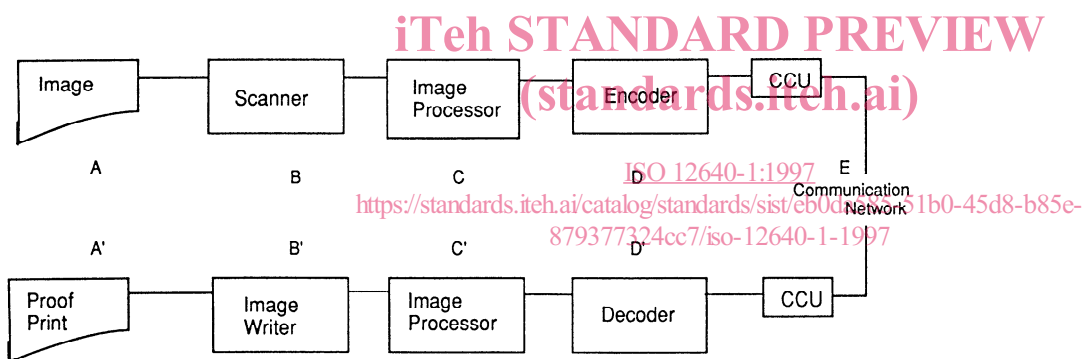 iTeh STANDARD PREVIEW
(standards.iteh.ai)
Image
Scanner
Image
Processor
Encoder
CCU
A
B
C
D
E
ISO 12640-1:1997
Communication
Network
https://standards.iteh.ai/catalog/standards/sist/eb0da585-51b0-45d8-b85e-
879377324cc7/iso-12640-1-1997
A'
B'
C'
D'
Proof
Print
Image
Writer
Image
Processor
Decoder
CCU